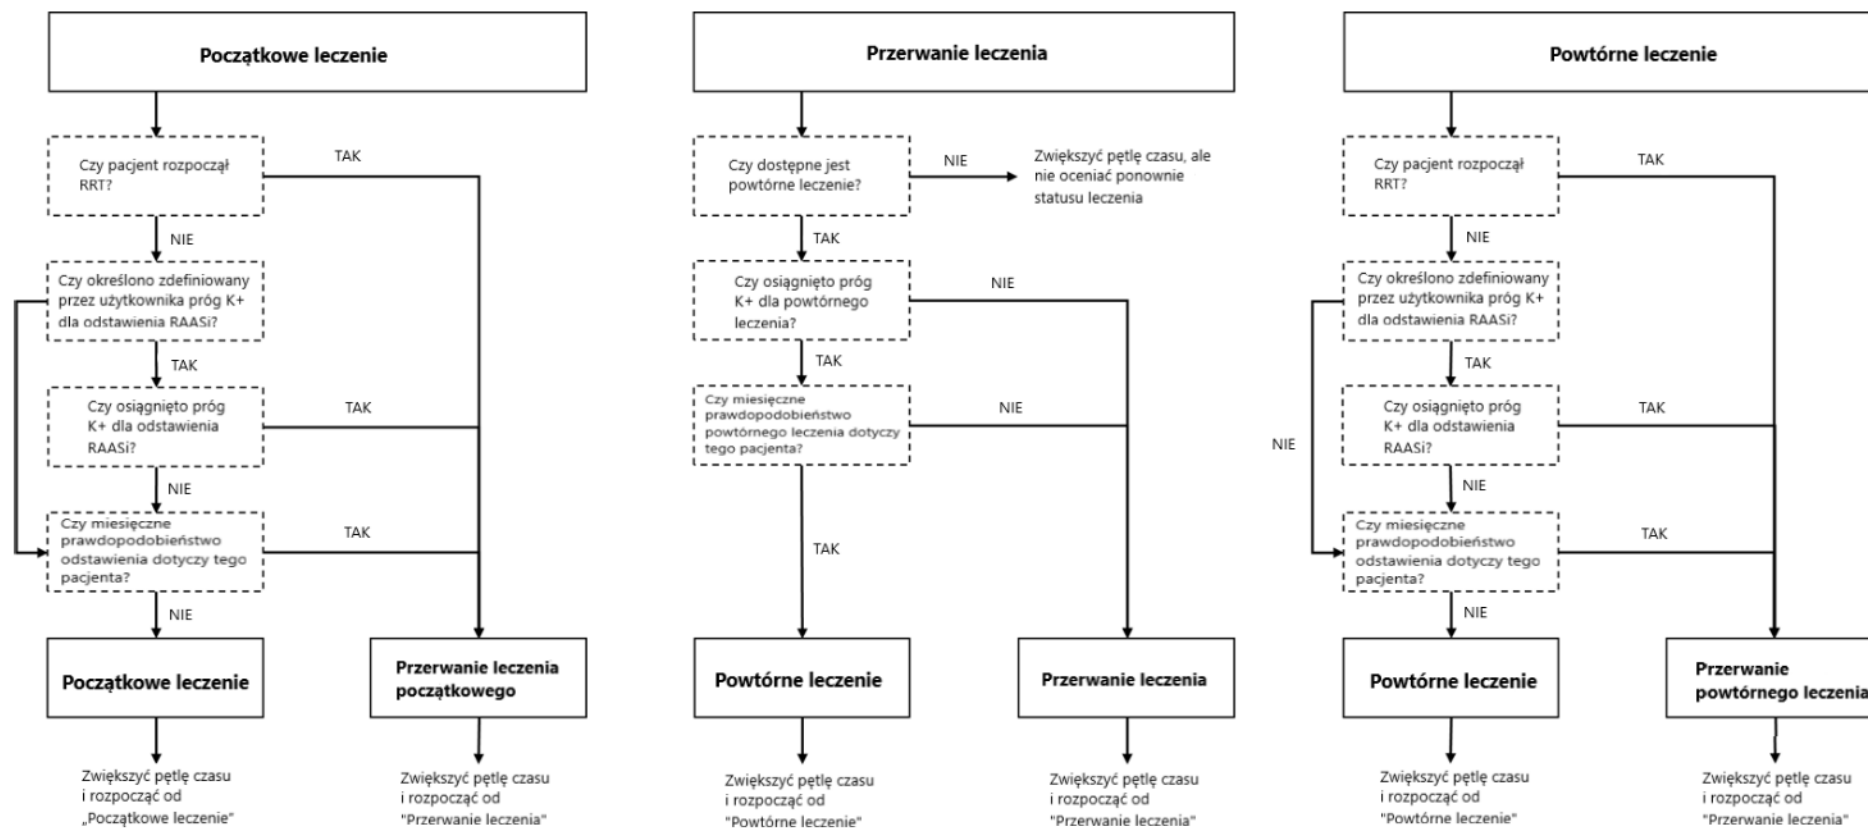 Początkowe leczenie
Czy pacjent rozpoczął
RRT?
TAK
NIE
Czy określono zdefiniowany
przez użytkownika próg K+
dla odstawienia RAASi?
TAK
Czy osiągnięto próg
K+ dla odstawienia
RAASi?
TAK
NIE
Czy miesięczne
prawdopodobieństwo
odstawienia dotyczy tego
pacjenta?
TAK
NIE
Początkowe leczenie
Przerwanie leczenia
początkowego
Zwiększyć pętlę czasu
i rozpocząć od
„Początkowe leczenie"
Zwiększyć pętlę czasu
i rozpocząć od
"Przerwanie leczenia"
Przerwanie leczenia
Czy dostępne jest
powtórne leczenie?
NIE
Zwiększyć pętlę czasu, ale
nie oceniać ponownie
statusu leczenia
TAK
Czy osiągnięto próg
K+ dla powtórnego
leczenia?
NIE
TAK
Czy miesięczne
prawdopodobieństwo
powtórnego leczenia dotyczy
tego pacjenta?
NIE
TAK
Powtórne leczenie
Przerwanie leczenia
Zwiększyć pętlę czasu
i rozpocząć od
"Powtórne leczenie"
Zwiększyć pętlę czasu
i rozpocząć od
"Przerwanie leczenia"
Powtórne leczenie
Czy pacjent rozpoczął
RRT?
TAK
NIE
Czy określono zdefiniowany
przez użytkownika próg K+
dla odstawienia RAASi?
TAK
NIE
Czy osiągnięto próg
K+ dla odstawienia
RAASi?
TAK
NIE
Czy miesięczne
prawdopodobieństwo
odstawienia dotyczy tego
pacjenta?
TAK
NIE
Powtórne leczenie
Przerwanie
powtórnego leczenia
Zwiększyć pętlę czasu
i rozpocząć od
"Powtórne leczenie"
Zwiększyć pętlę czasu
i rozpocząć od
"Przerwanie leczenia"